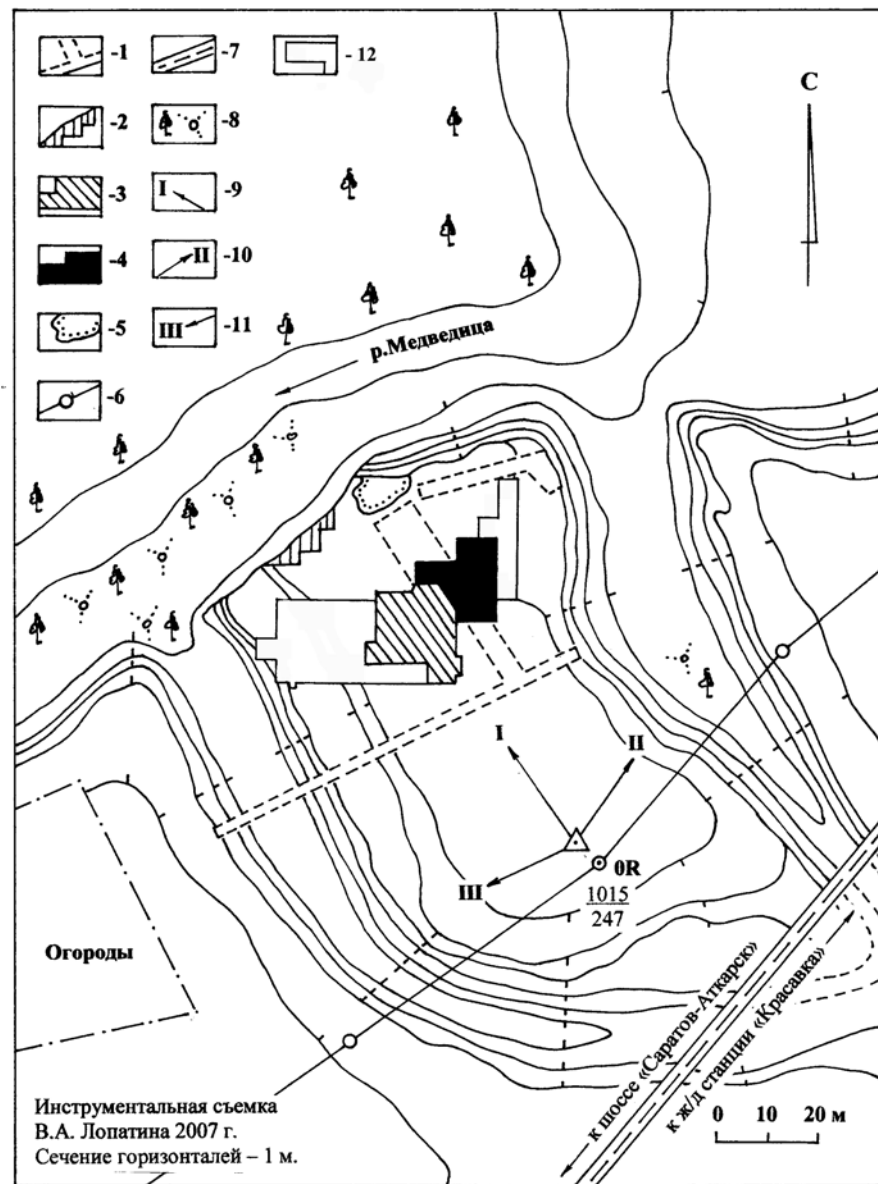 -1
-7
- 12
-2
-8
С
-3
I
-9
-4
II
-10
-5
III
-11
-6
р.Медведица
I
II
III
0R
1015
247
Огороды
к шоссе «Саратов-Аткарск»
к ж/д станции «Красавка»
Инструментальная съемка
В.А. Лопатина 2007 г.
Сечение горизонталей – 1 м.
0 10 20 м